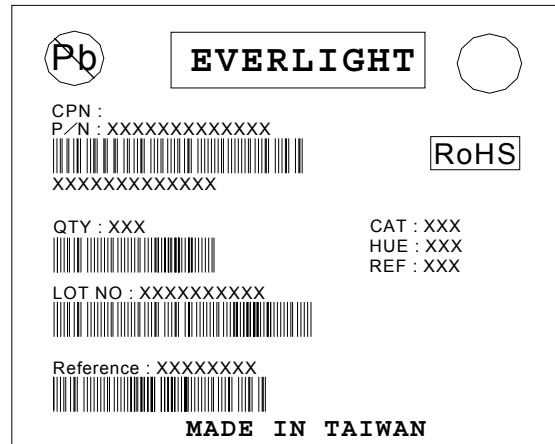 Pb
EVERLIGHT
CPN :
P/N : XXXXXXXXXXXXX
RoHS
XXXXXXXXXXXXX
QTY : XXX
CAT : XXX
HUE : XXX
REF : XXX
LOT NO : XXXXXXXXXX
Reference : XXXXXXXX
MADE IN TAIWAN